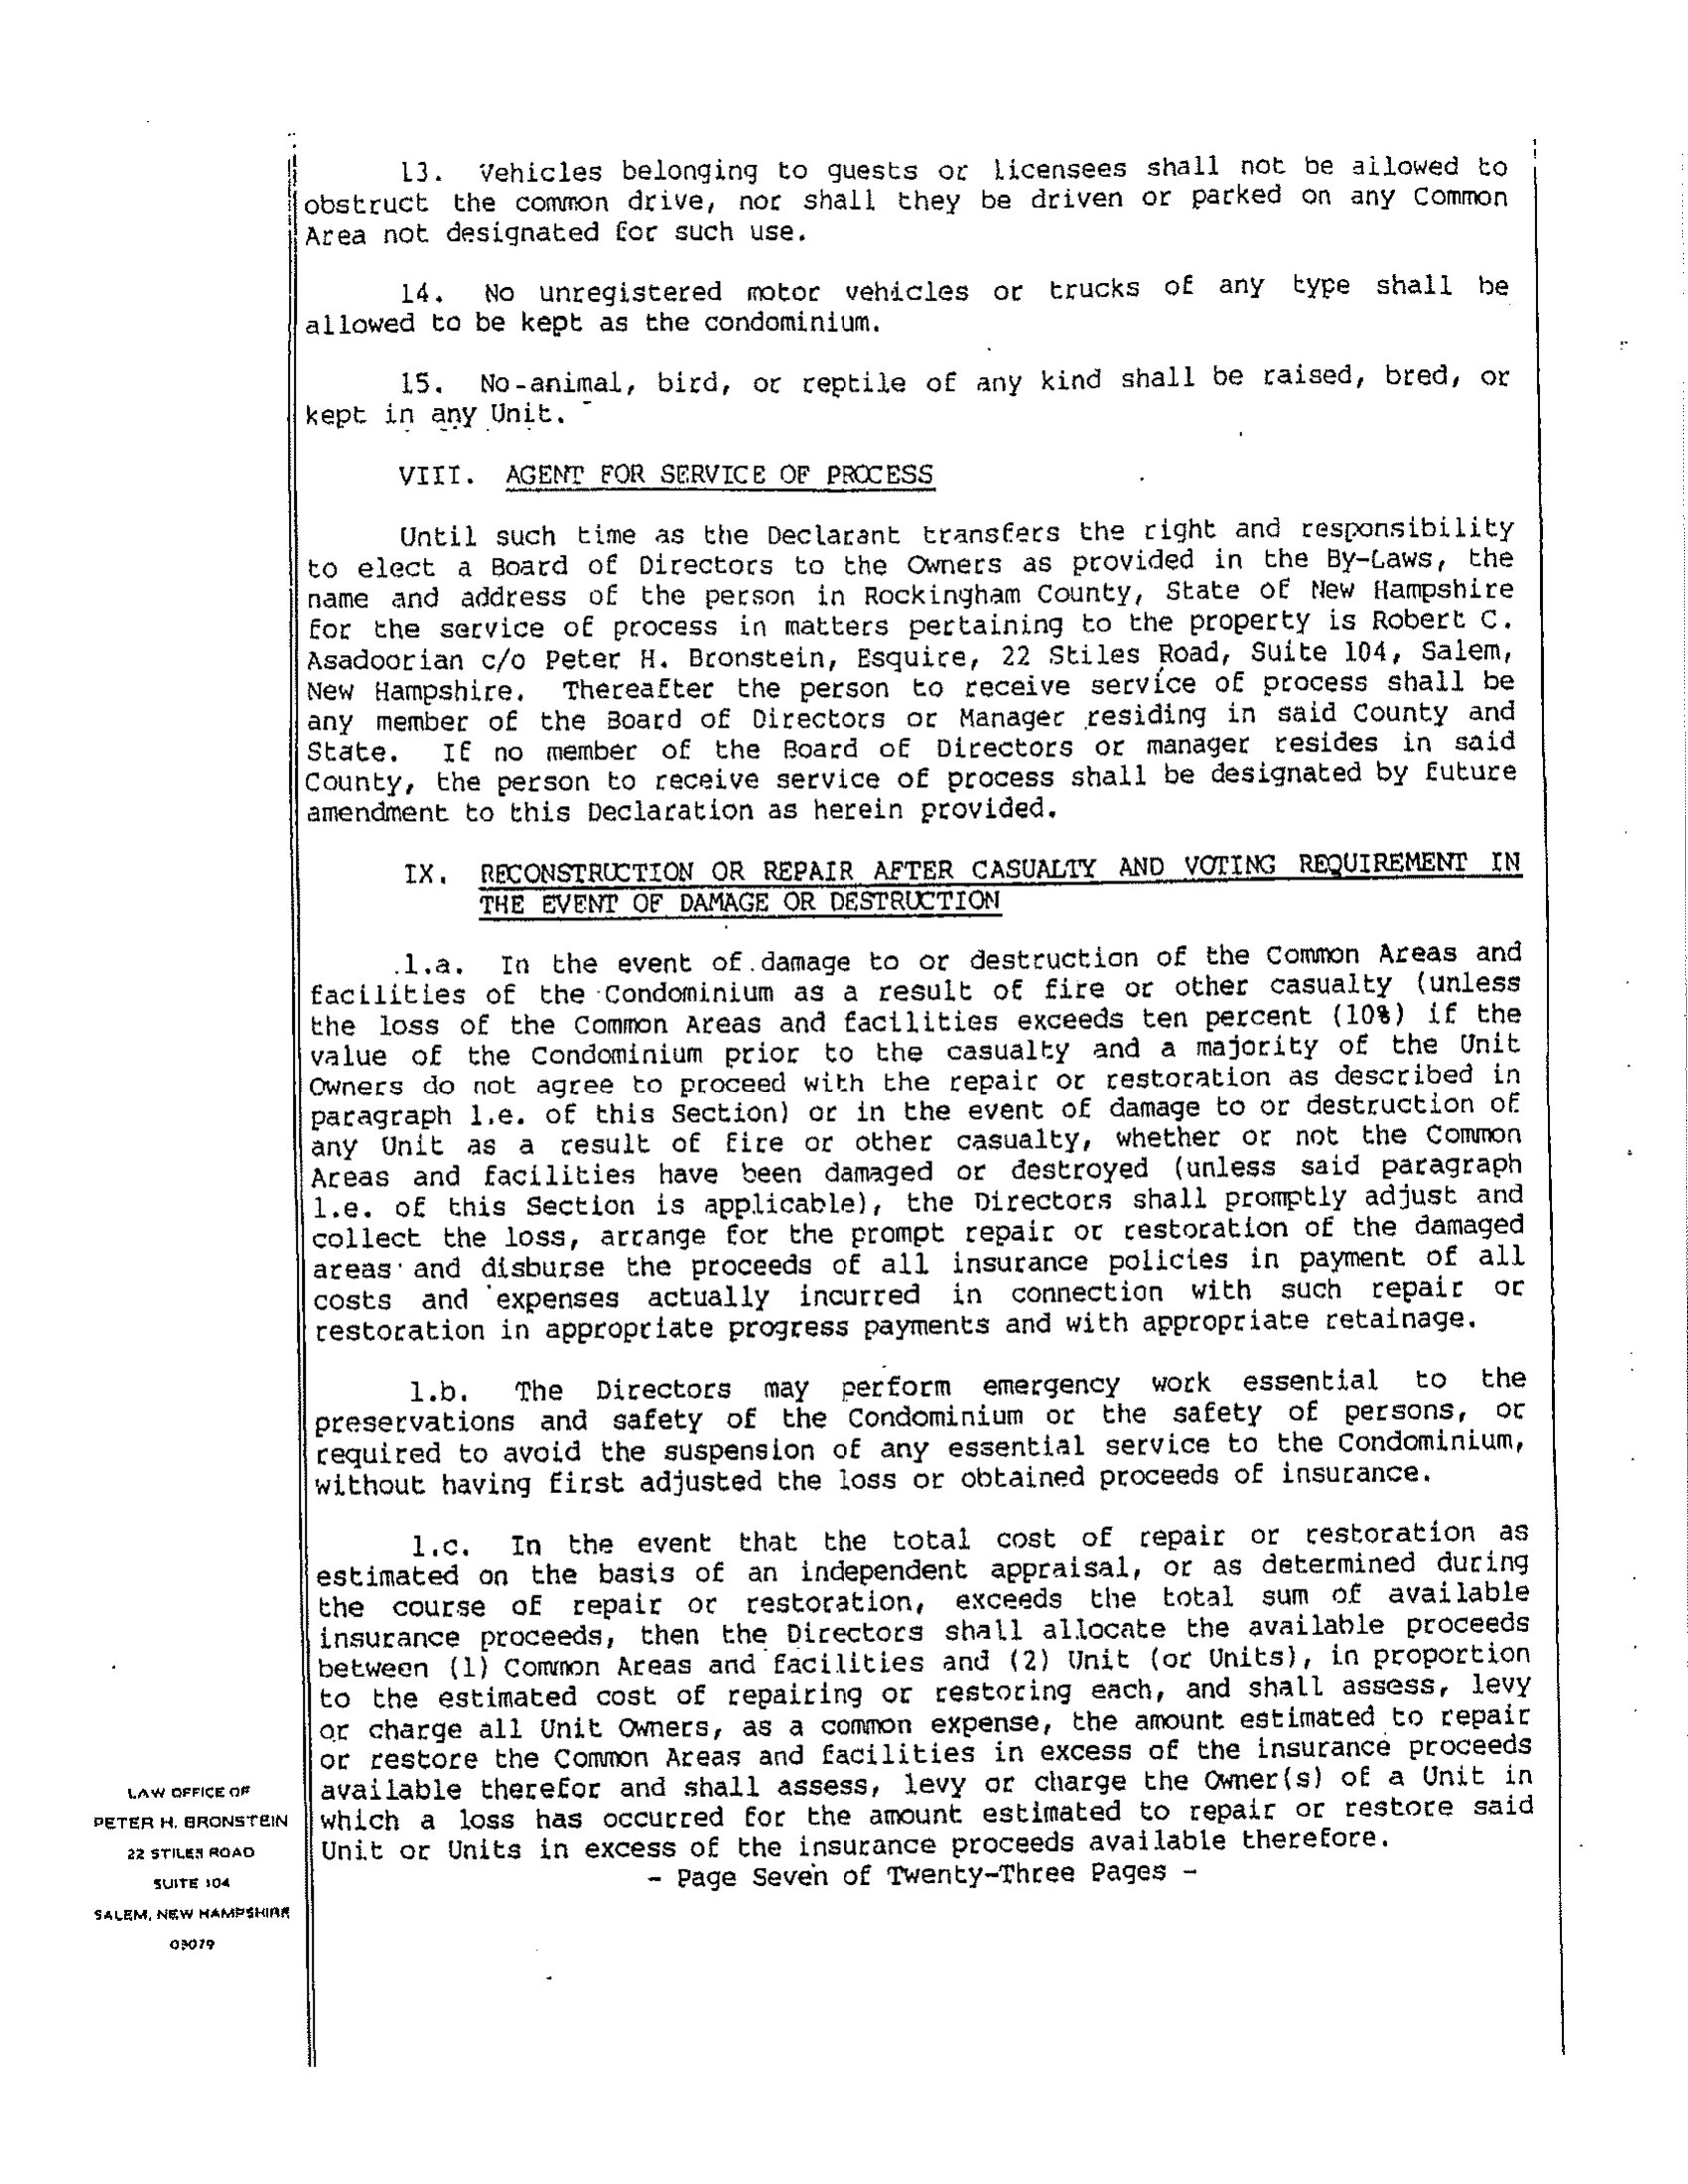 13. Vehicles belonging to guests or licensees shall not be allowed to
obstruct the common drive, nor shall they be driven or parked on any Common
Area not designated for such use.
14. No unregistered motor vehicles or trucks of any type shall be
allowed to be kept as the condominium.
15. No-animal, bird, or reptile of any kind shall be raised, bred, or
kept in any Unit.
VIII. AGENT FOR SERVICE OF PROCESS
Until such time as the Declarant transfers the right and responsibility
to elect a Board of Directors to the Owners as provided in the By-Laws, the
name and address of the person in Rockingham County, State of New Hampshire
for the service of process in matters pertaining to the property is Robert C.
Asadoorian c/o Peter H. Bronstein, Esquire, 22 Stiles Road, Suite 104, Salem,
New Hampshire. Thereafter the person to receive service of process shall be
any member of the Board of Directors or Manager residing in said County and
State. If no member of the Board of Directors or manager resides in said
County, the person to receive service of process shall be designated by future
amendment to this Declaration as herein provided.
IX. RECONSTRUCTION OR REPAIR AFTER CASUALTY AND VOTING REQUIREMENT IN
THE EVENT OF DAMAGE OR DESTRUCTION
1.a. In the event of damage to or destruction of the Common Areas and
facilities of the Condominium as a result of fire or other casualty (unless
the loss of the Common Areas and facilities exceeds ten percent (10%) if the
value of the Condominium prior to the casualty and a majority of the Unit
Owners do not agree to proceed with the repair or restoration as described in
paragraph 1.e. of this Section) or in the event of damage to or destruction of
any Unit as a result of fire or other casualty, whether or not the Common
Areas and facilities have been damaged or destroyed (unless said paragraph
1.e. of this Section is applicable), the Directors shall promptly adjust and
collect the loss, arrange for the prompt repair or restoration of the damaged
areas and disburse the proceeds of all insurance policies in payment of all
costs and expenses actually incurred in connection with such repair or
restoration in appropriate progress payments and with appropriate retainage.
1.b. The Directors may perform emergency work essential to the
preservations and safety of the Condominium or the safety of persons, or
required to avoid the suspension of any essential service to the Condominium,
without having first adjusted the loss or obtained proceeds of insurance.
1.c. In the event that the total cost of repair or restoration as
estimated on the basis of an independent appraisal, or as determined during
the course of repair or restoration, exceeds the total sum of available
insurance proceeds, then the Directors shall allocate the available proceeds
between (1) Common Areas and facilities and (2) Unit (or Units), in proportion
to the estimated cost of repairing or restoring each, and shall assess, levy
or charge all Unit Owners, as a common expense, the amount estimated to repair
or restore the Common Areas and facilities in excess of the insurance proceeds
available therefor and shall assess, levy or charge the Owner(s) of a Unit in
which a loss has occurred for the amount estimated to repair or restore said
Unit or Units in excess of the insurance proceeds available therefore.
- Page Seven of Twenty-Three Pages -
LAW OFFICE OF
PETER H. BRONSTEIN
22 STILES ROAD
SUITE 104
SALEM, NEW HAMPSHIRE
03079